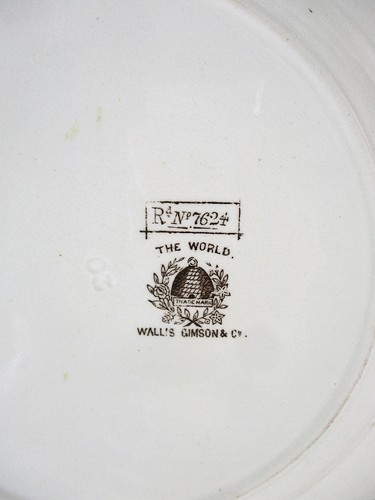 Rd No 7624
THE WORLD.
TRADE MARK
WALLIS GIMSON & Co.